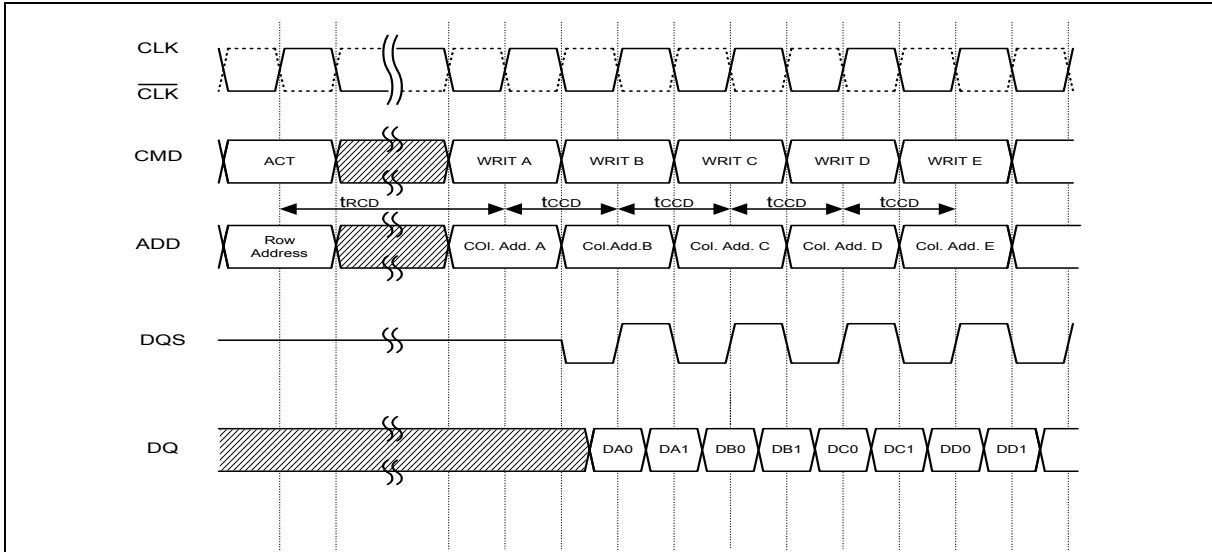 CLK
CLK
CMD
ACT
WRIT A
WRIT B
WRIT C
WRIT D
WRIT E
tRCD
tCCD
tCCD
tCCD
tCCD
ADD
Row
Address
COl. Add. A
Col.Add.B
Col. Add. C
Col. Add. D
Col. Add. E
DQS
DQ
DA0
DA1
DB0
DB1
DC0
DC1
DD0
DD1